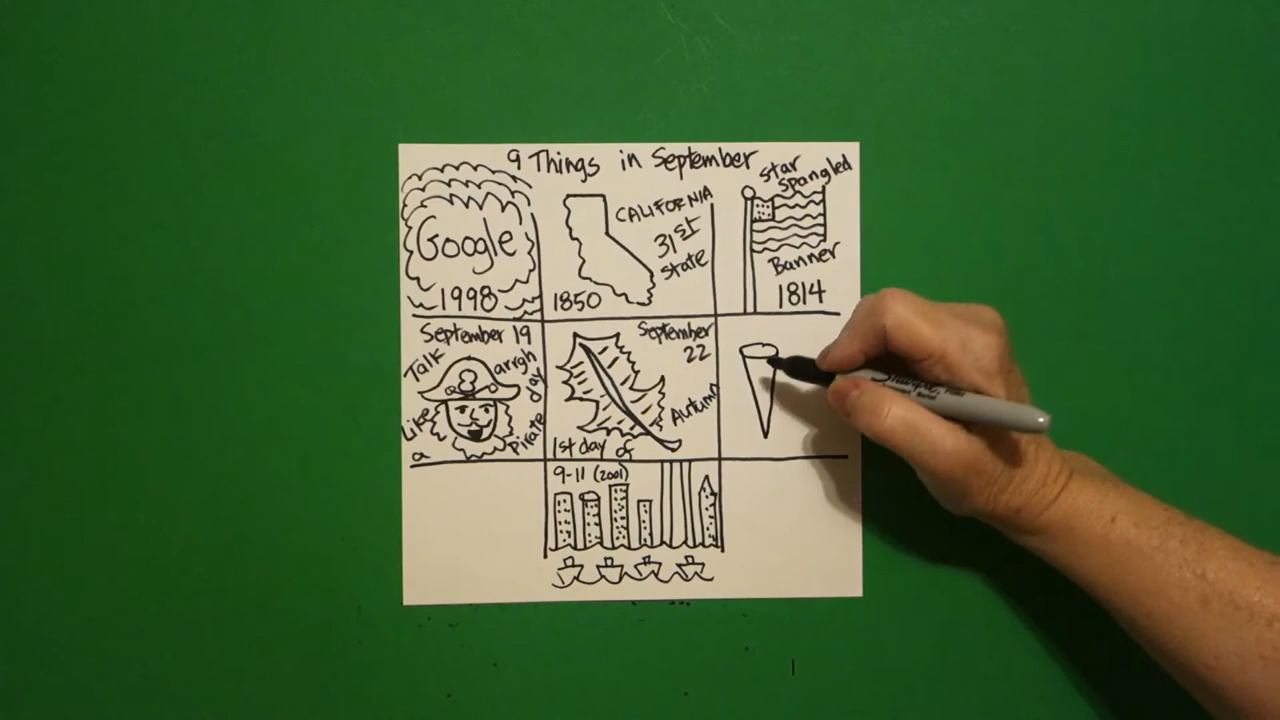 9 Things in September
Google
1998
CALIFORNIA
31st
State
1850
Star
Spangled
Banner
1814
September 19
Talk
Like
a
Pirate
day
arrgh
September
22
1st day of
Autumn
9-11 (2001)
Sharpie